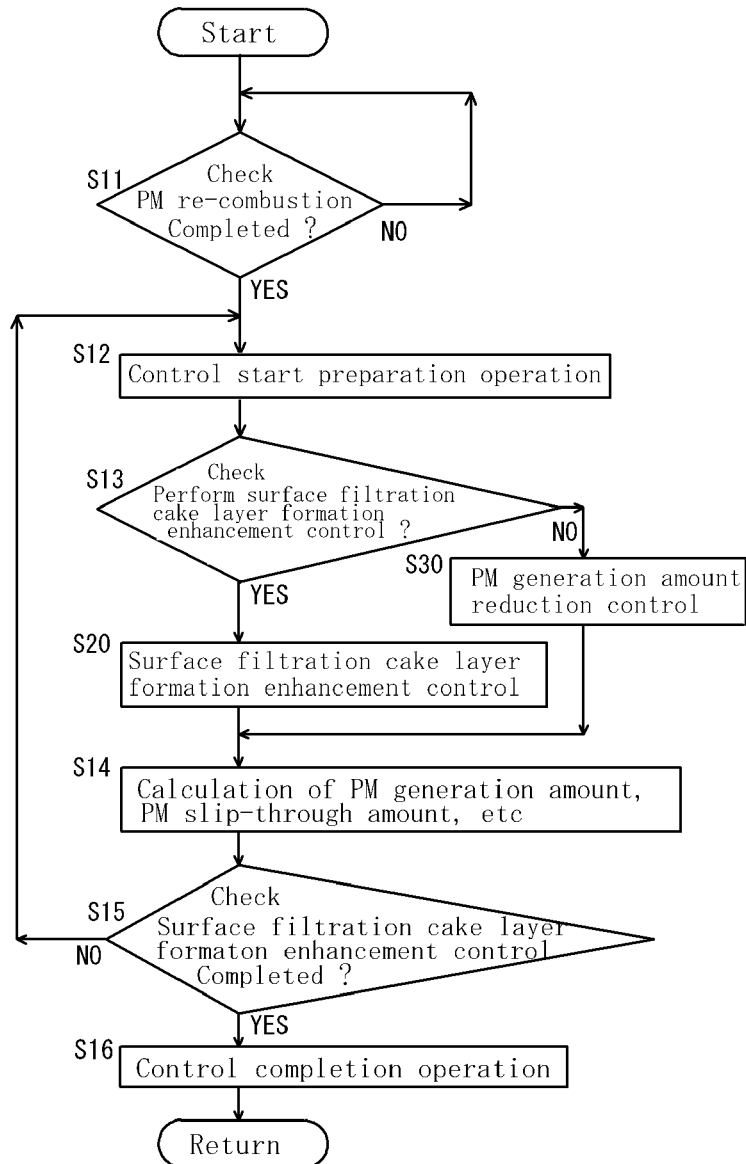 Start
S11
Check
PM re-combustion
Completed ?
NO
YES
S12
Control start preparation operation
S13
Check
Perform surface filtration
cake layer formation
enhancement control ?
NO
YES
S30
PM generation amount
reduction control
S20
Surface filtration cake layer
formation enhancement control
S14
Calculation of PM generation amount,
PM slip-through amount, etc
S15
Check
Surface filtration cake layer
formaton enhancement control
Completed ?
NO
YES
S16
Control completion operation
Return